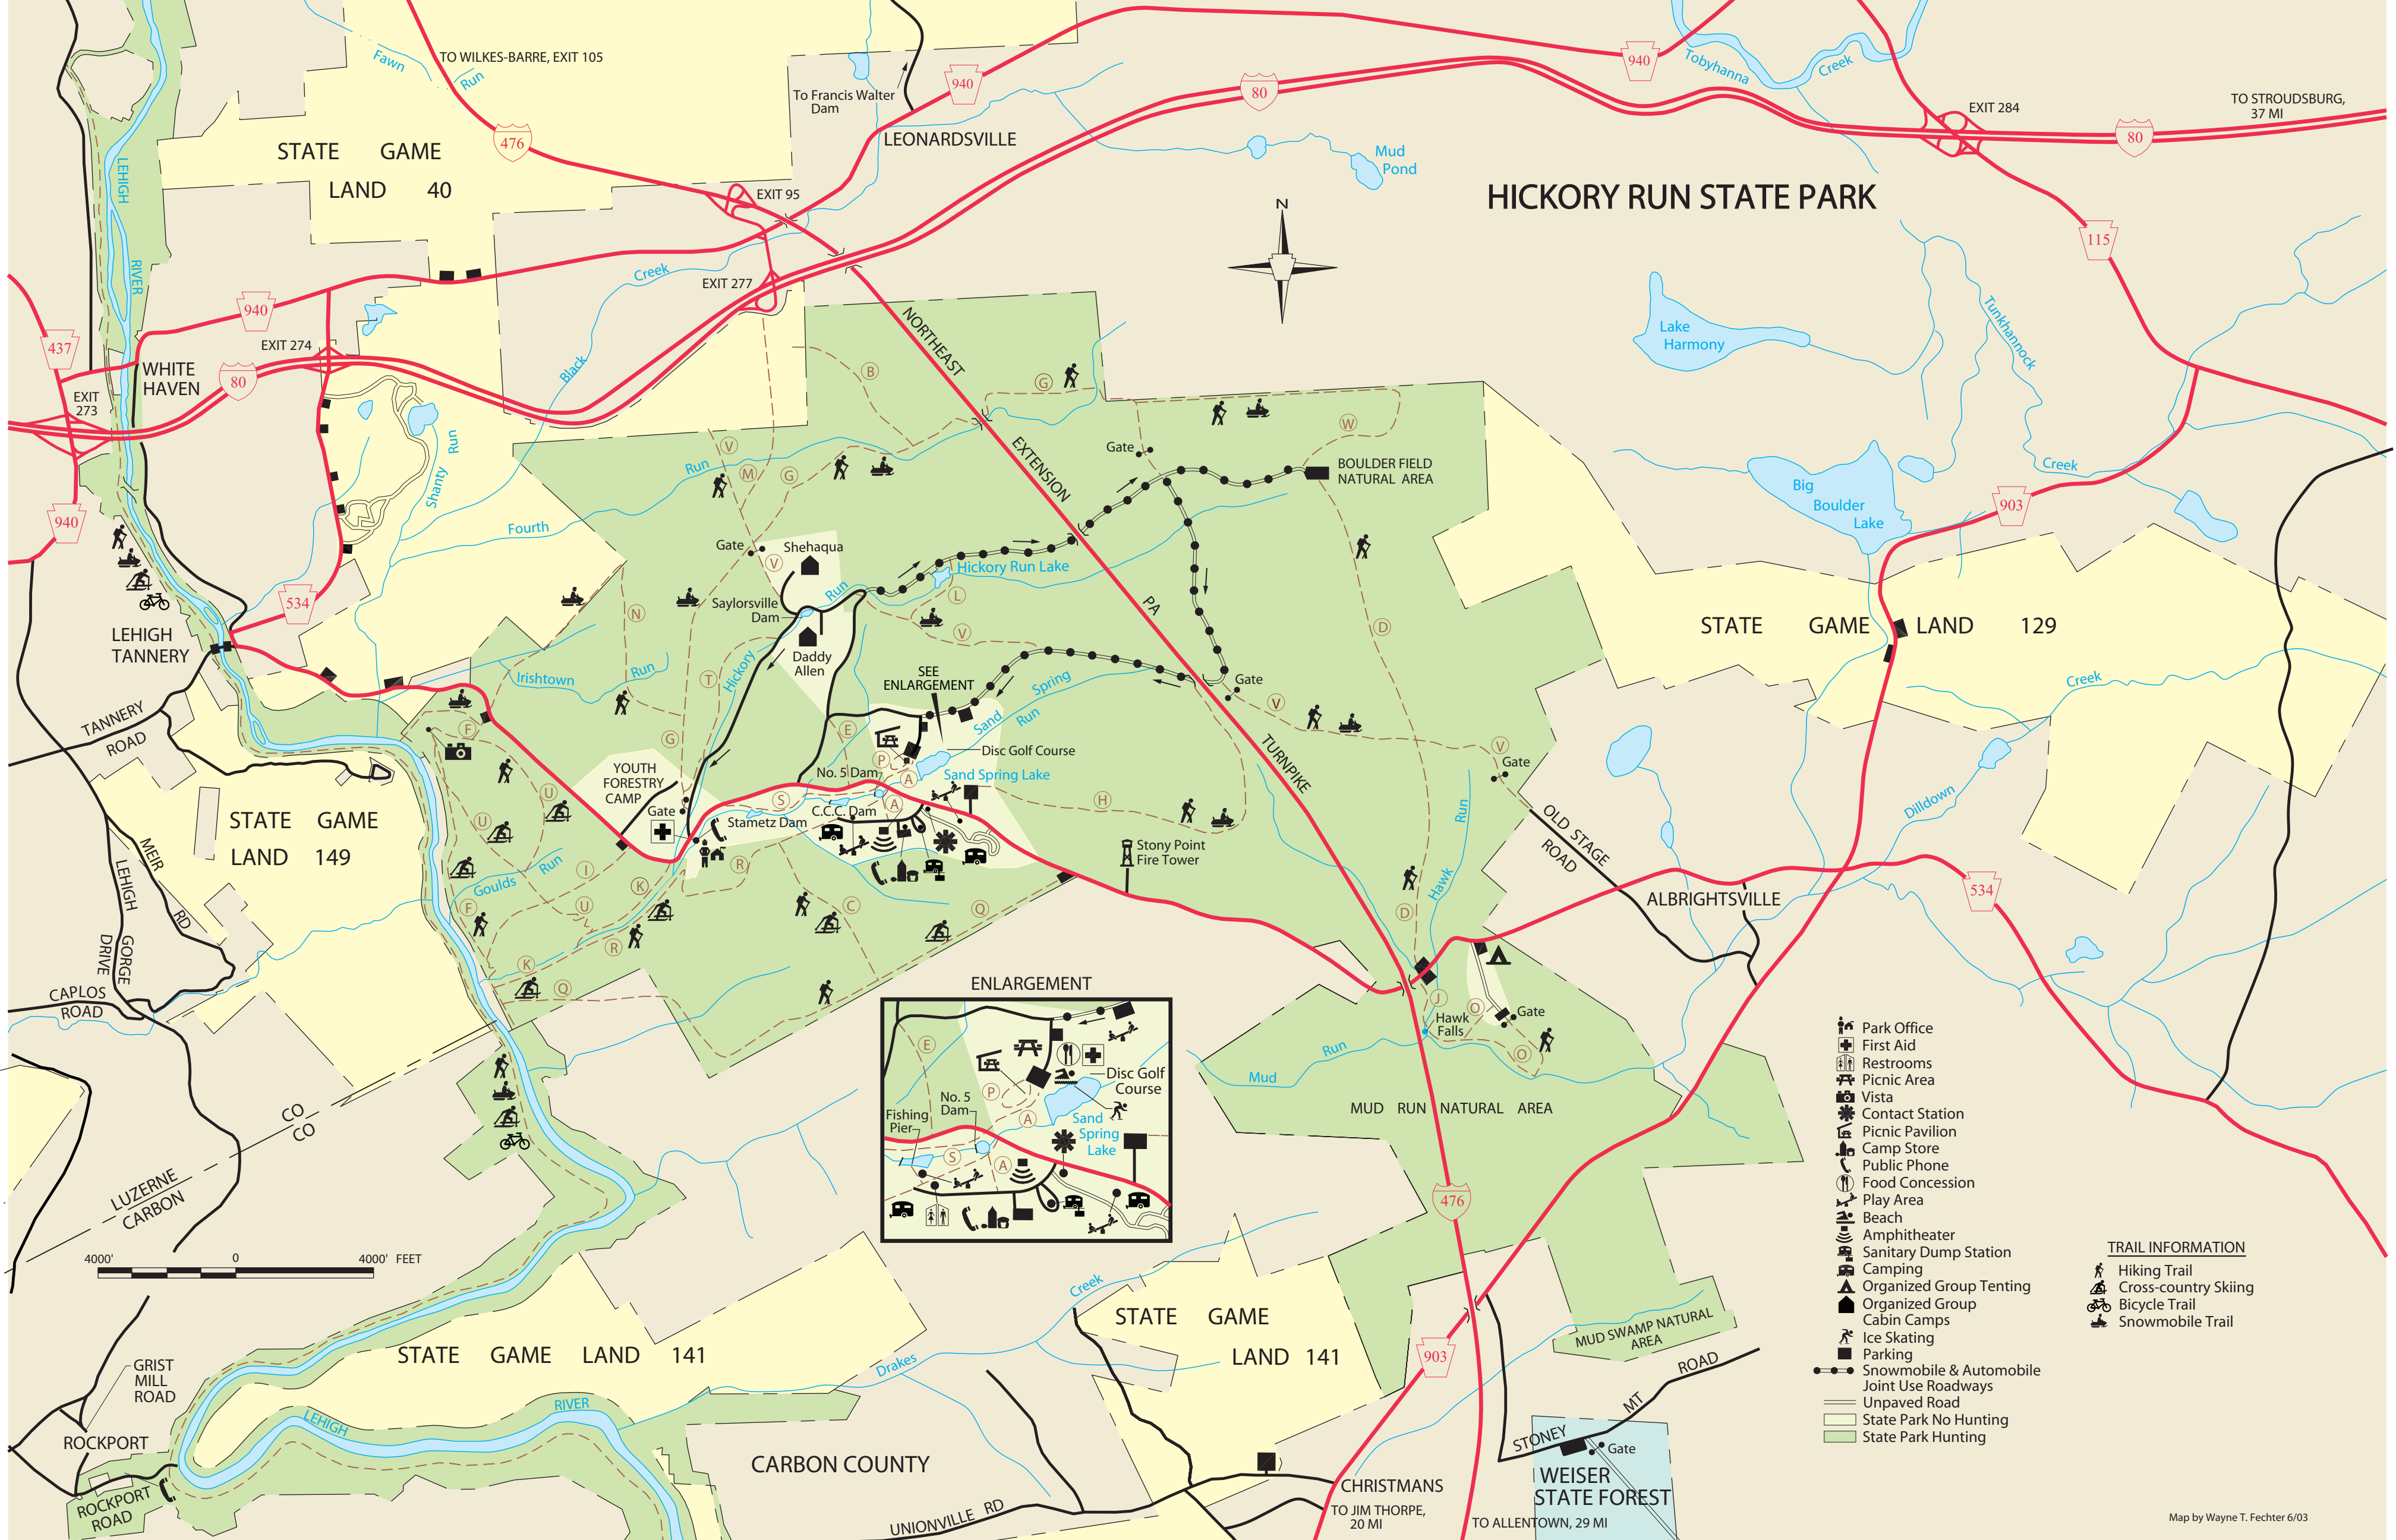 HICKORY RUN STATE PARK
Fawn
Run
TO WILKES-BARRE, EXIT 105
476
STATE GAME
LAND 40
LEHIGH
RIVER
To Francis Walter
Dam
940
LEONARDSVILLE
80
940
Tobyhanna
Creek
EXIT 284
TO STROUDSBURG,
37 MI
80
Mud
Pond
EXIT 95
Creek
EXIT 277
N
115
940
437
EXIT 274
WHITE
HAVEN
80
EXIT
273
940
Black
NORTHEAST
EXTENSION
PA
TURNPIKE
Lake
Harmony
Tunkhannock
Creek
Big
Boulder
Lake
903
B
G
W
V
M
G
Run
Fourth
Shanty
Run
Gate
BOULDER FIELD
NATURAL AREA
Gate
Shehaqua
V
Run
Hickory Run Lake
L
Saylorsville
Dam
V
Daddy
Allen
N
D
534
LEHIGH
TANNERY
TANNERY
ROAD
Irishtown
Run
T
Hickory
SEE
ENLARGEMENT
Spring
Sand
Run
Gate
V
V
Gate
STATE GAME LAND 129
Creek
Dilldown
F
G
E
Disc Golf Course
P
A
No. 5 Dam
Sand Spring Lake
YOUTH
FORESTRY
CAMP
Gate
S
C.C.C. Dam
A
Stametz Dam
H
U
U
STATE GAME
LAND 149
MEIR
RD
LEHIGH
GORGE
DRIVE
Goulds
Run
I
K
R
U
F
R
C
Q
K
Q
Stony Point
Fire Tower
Run
Hawk
D
OLD STAGE
ROAD
ALBRIGHTSVILLE
534
CAPLOS
ROAD
J
O
Hawk
Falls
Gate
O
Run
Mud
MUD RUN NATURAL AREA
476
ENLARGEMENT
E
P
Disc Golf
Course
No. 5
Dam
Fishing
Pier
A
Sand
Spring
Lake
S
A
CO
CO
LUZERNE
CARBON
4000' 0 4000' FEET
Park Office
First Aid
Restrooms
Picnic Area
Vista
Contact Station
Picnic Pavilion
Camp Store
Public Phone
Food Concession
Play Area
Beach
Amphitheater
Sanitary Dump Station
Camping
Organized Group Tenting
Organized Group
Cabin Camps
Ice Skating
Parking
Snowmobile & Automobile
Joint Use Roadways
Unpaved Road
State Park No Hunting
State Park Hunting
TRAIL INFORMATION
Hiking Trail
Cross-country Skiing
Bicycle Trail
Snowmobile Trail
GRIST
MILL
ROAD
ROCKPORT
ROCKPORT
ROAD
STATE GAME LAND 141
LEHIGH
RIVER
Drakes
Creek
STATE GAME
LAND 141
903
MUD SWAMP NATURAL
AREA
STONEY MT ROAD
Gate
WEISER
STATE FOREST
CARBON COUNTY
UNIONVILLE RD
CHRISTMANS
TO JIM THORPE,
20 MI
TO ALLENTOWN, 29 MI
Map by Wayne T. Fechter 6/03